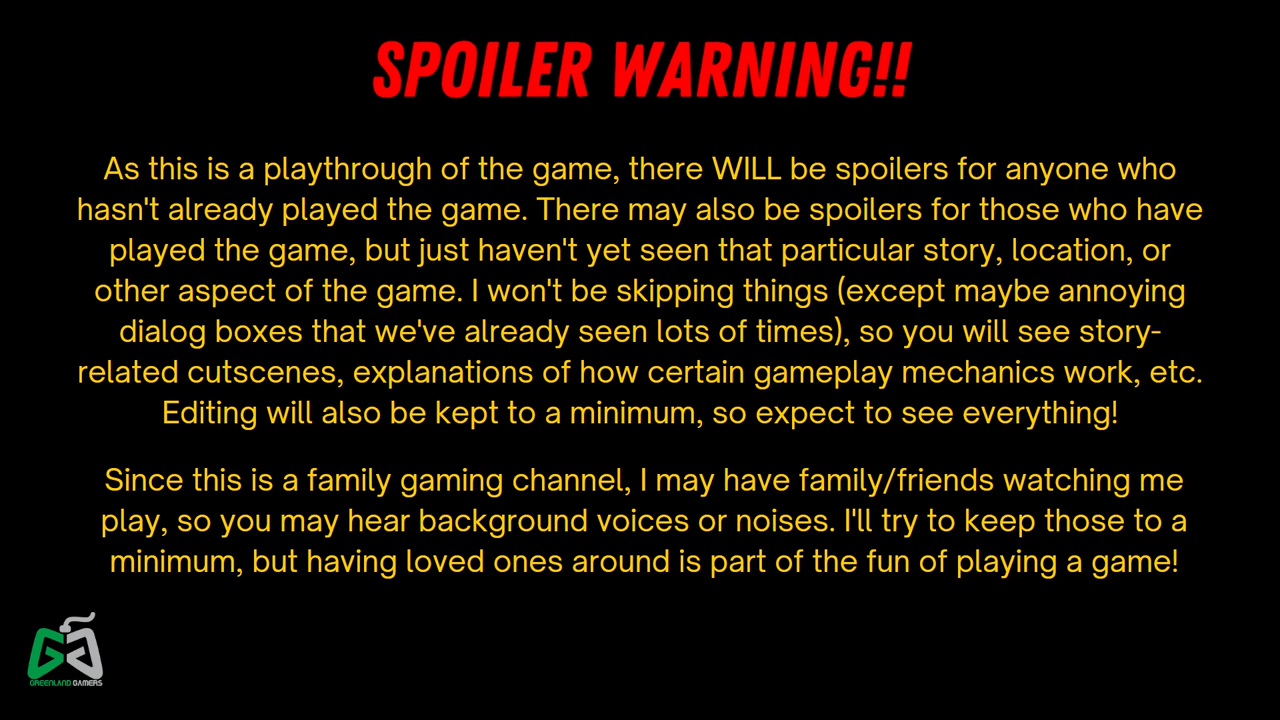 SPOILER WARNING!!
As this is a playthrough of the game, there WILL be spoilers for anyone who
hasn't already played the game. There may also be spoilers for those who have
played the game, but just haven't yet seen that particular story, location, or
other aspect of the game. I won't be skipping things (except maybe annoying
dialog boxes that we've already seen lots of times), so you will see story-
related cutscenes, explanations of how certain gameplay mechanics work, etc.
Editing will also be kept to a minimum, so expect to see everything!
Since this is a family gaming channel, I may have family/friends watching me
play, so you may hear background voices or noises. I'll try to keep those to a
minimum, but having loved ones around is part of the fun of playing a game!
GREENLAND GAMERS